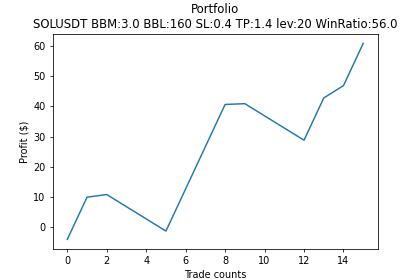 Portfolio
SOLUSDT BBM:3.0 BBL:160 SL:0.4 TP:1.4 lev:20 WinRatio:56.0
60
50
40
30
20
10
0
Profit ($)
0 2 4 6 8 10 12 14
Trade counts